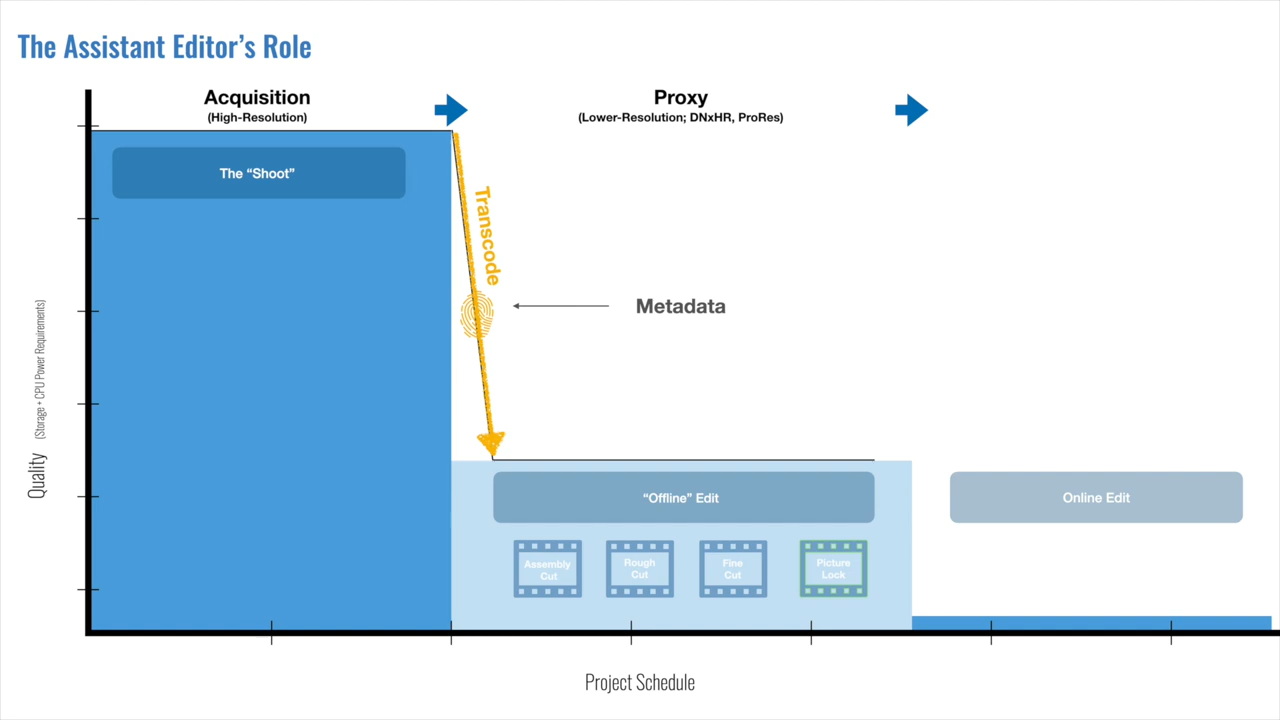 The Assistant Editor’s Role
Acquisition
(High-Resolution)
Proxy
(Lower-Resolution; DNxHR, ProRes)
The “Shoot”
Transcode
Metadata
Quality (Storage + CPU Power Requirements)
“Offline” Edit
Online Edit
Assembly
Cut
Rough
Cut
Fine
Cut
Picture
Lock
Project Schedule